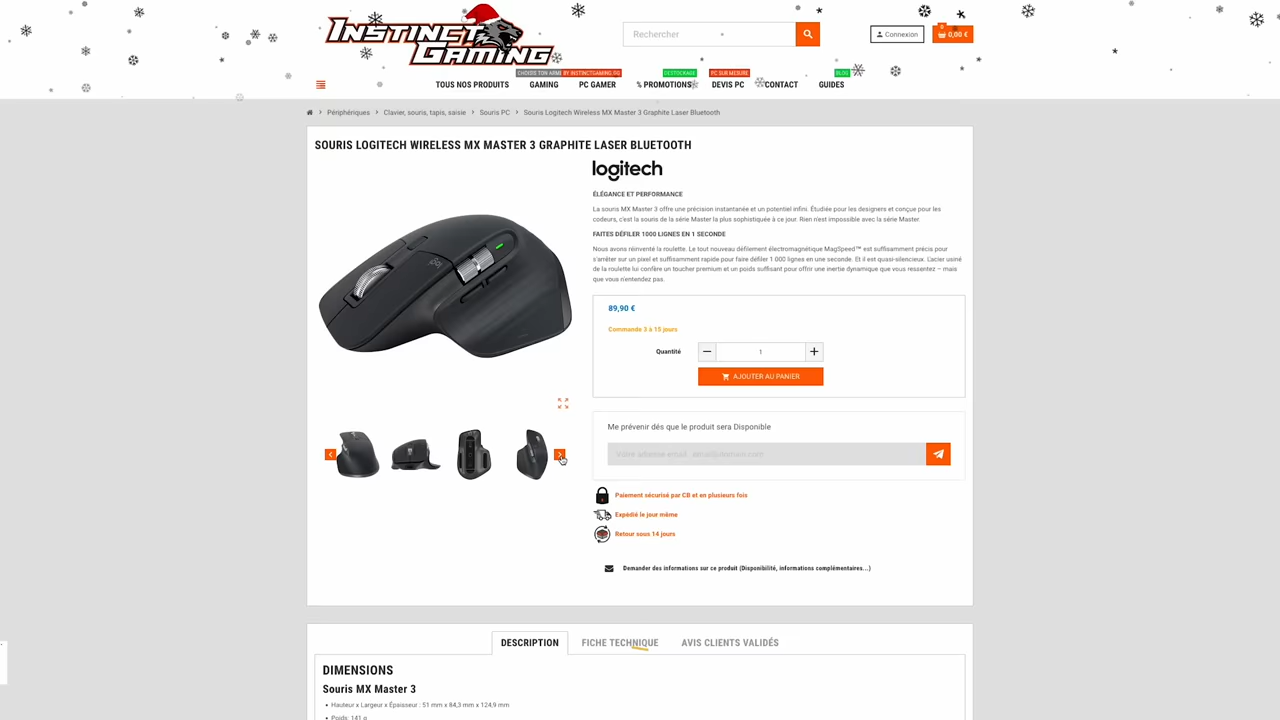 INSTINCT
GAMING
Rechercher
Connexion
0
0,00 €
CHOISIS TON ARME
BY INSTINCTGAMING.GG
DESTOCKAGE
PC SUR MESURE
BLOG
TOUS NOS PRODUITS
GAMING
PC GAMER
% PROMOTIONS
DEVIS PC
CONTACT
GUIDES
Périphériques
Clavier, souris, tapis, saisie
Souris PC
Souris Logitech Wireless MX Master 3 Graphite Laser Bluetooth
SOURIS LOGITECH WIRELESS MX MASTER 3 GRAPHITE LASER BLUETOOTH
logitech
ÉLÉGANCE ET PERFORMANCE
La souris MX Master 3 offre une précision instantanée et un potentiel infini. Étudiée pour les designers et conçue pour les
codeurs, c'est la souris de la série Master la plus sophistiquée à ce jour. Rien n'est impossible avec la série Master.
FAITES DÉFILER 1000 LIGNES EN 1 SECONDE
Nous avons réinventé la roulette. Le tout nouveau défilement électromagnétique MagSpeed™ est suffisamment précis pour
s'arrêter sur un pixel et suffisamment rapide pour faire défiler 1 000 lignes en une seconde. Et il est quasi-silencieux. L'acier usiné
de la roulette lui confère un toucher premium et un poids suffisant pour offrir une inertie dynamique que vous ressentez – mais
que vous n'entendez pas.
89,90 €
Commande 3 à 15 jours
Quantité
1
AJOUTER AU PANIER
Me prévenir dés que le produit sera Disponible
Votre adresse email - email@domain.com
Paiement sécurisé par CB et en plusieurs fois
Expédié le jour même
Retour sous 14 jours
Demander des informations sur ce produit (Disponibilité, informations complémentaires...)
DESCRIPTION
FICHE TECHNIQUE
AVIS CLIENTS VALIDÉS
DIMENSIONS
Souris MX Master 3
Hauteur x Largeur x Épaisseur : 51 mm x 84,3 mm x 124,9 mm
Poids: 141 g